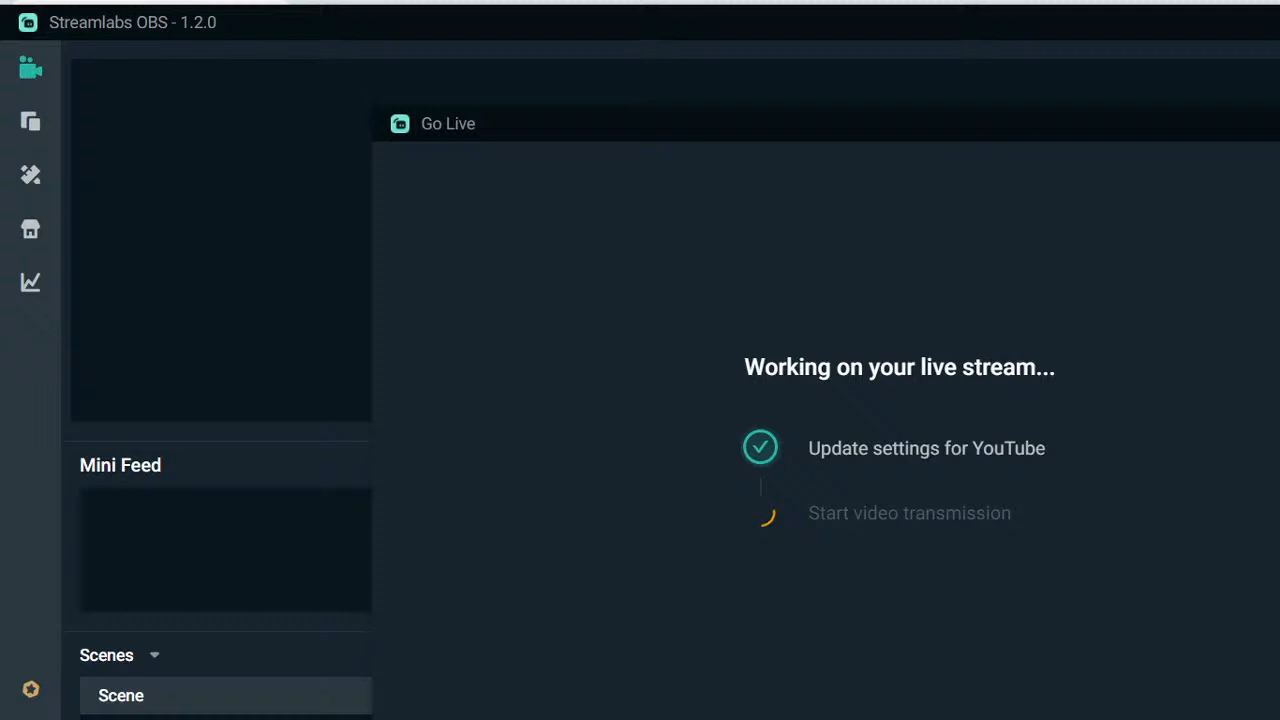 Streamlabs OBS - 1.2.0
Go Live
Working on your live stream...
Update settings for YouTube
Start video transmission
Mini Feed
Scenes
Scene